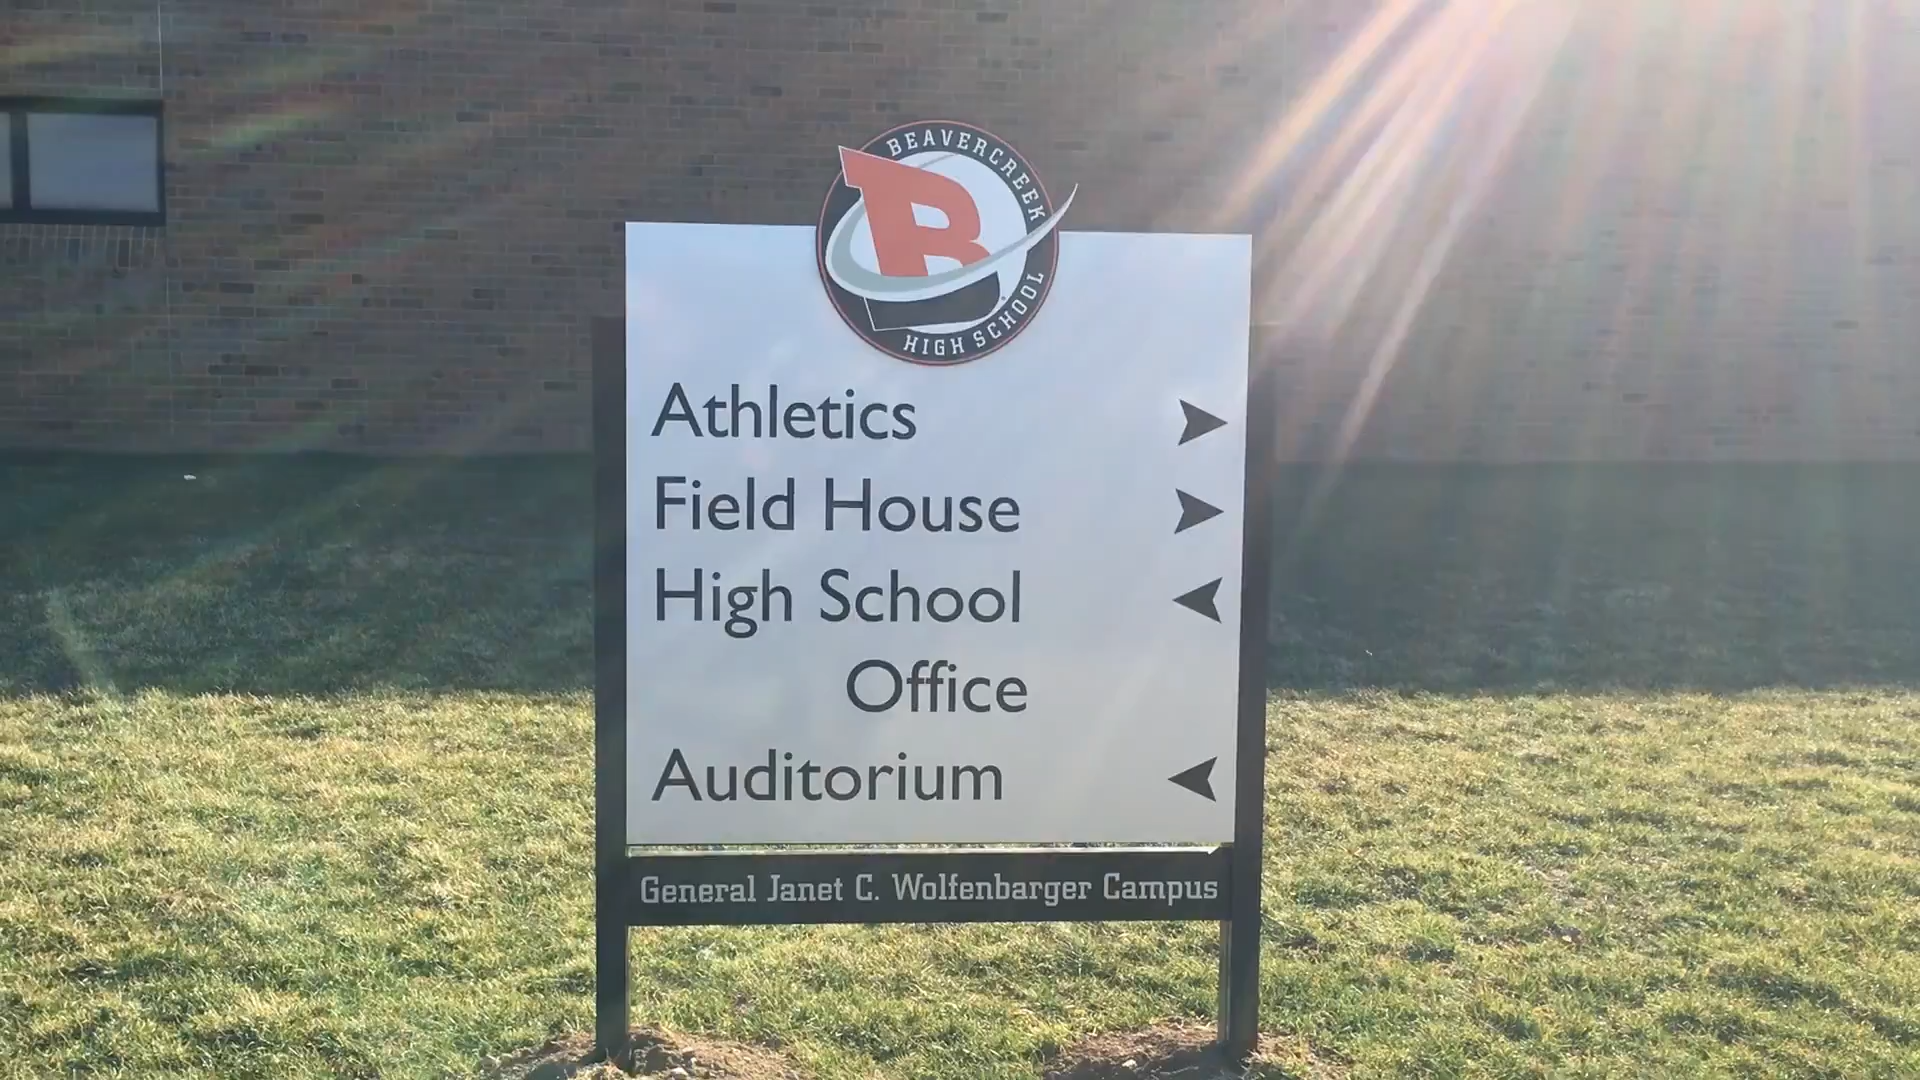 BEAVERCREEK
HIGH SCHOOL
B
Athletics
Field House
High School
Office
Auditorium
General Janet C. Wolfenbarger Campus